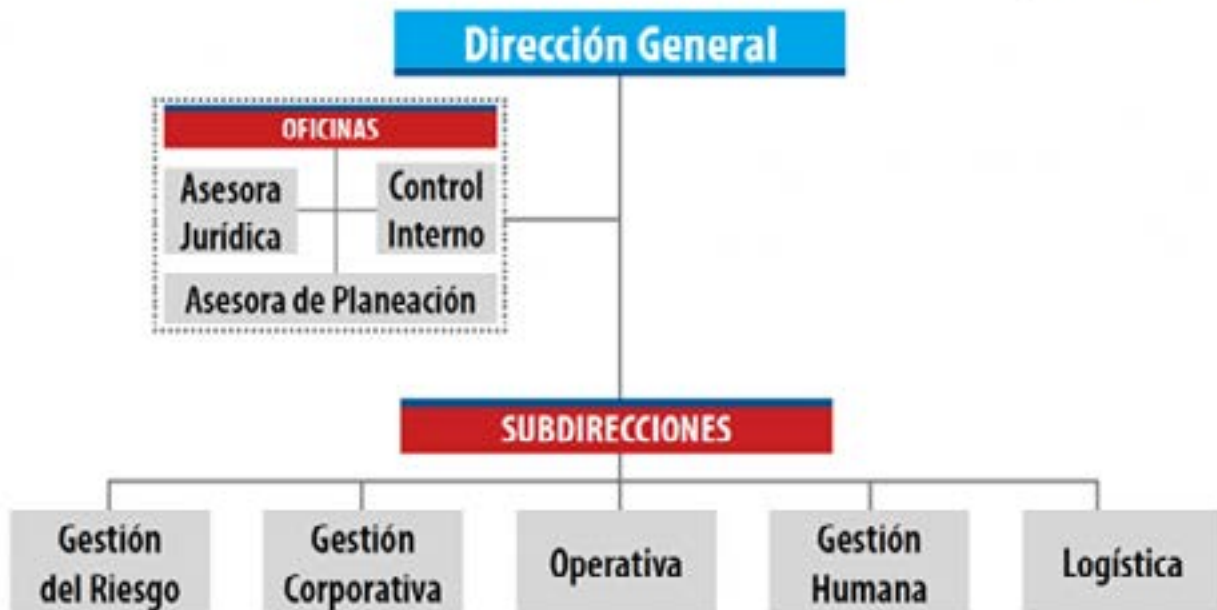 Dirección General
OFICINAS
Asesora
Jurídica
Control
Interno
Asesora de Planeación
SUBDIRECCIONES
Gestión
del Riesgo
Gestión
Corporativa
Operativa
Gestión
Humana
Logística